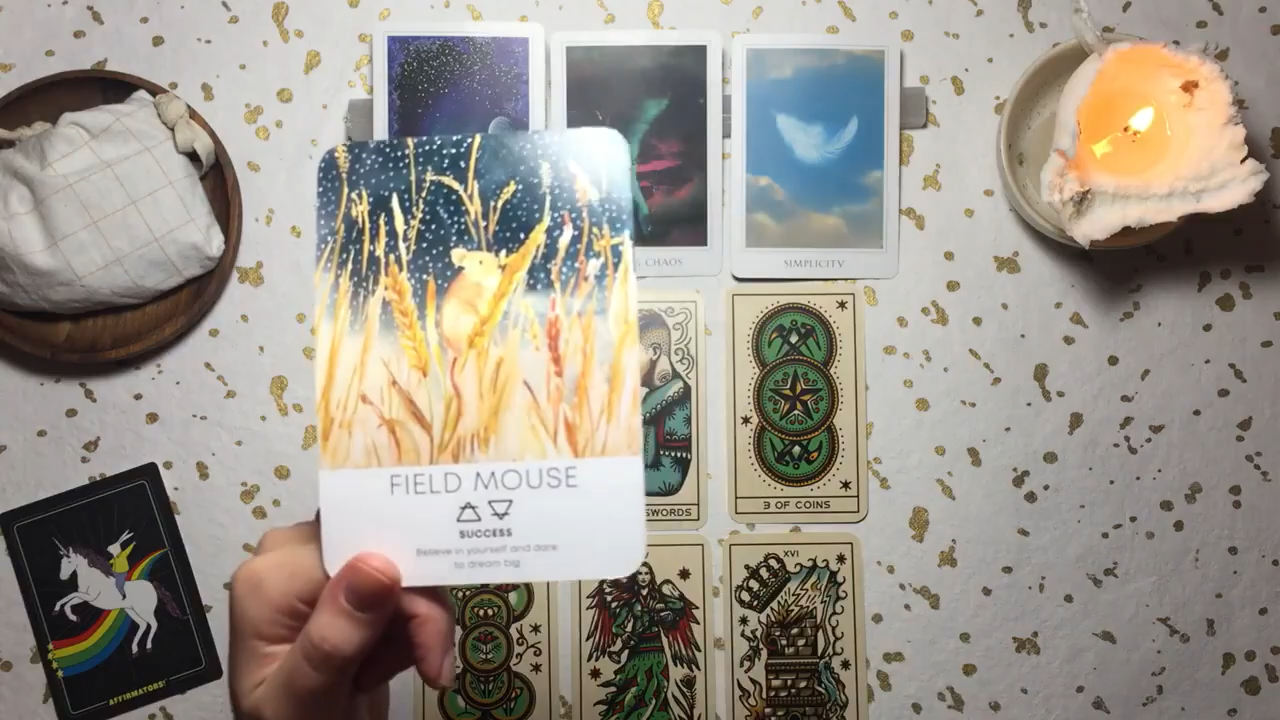 CHAOS
SIMPLICITY
FIELD MOUSE
SUCCESS
Believe in yourself and dare
to dream big
SWORDS
3 OF COINS
XVI
AFFIRMATORS!